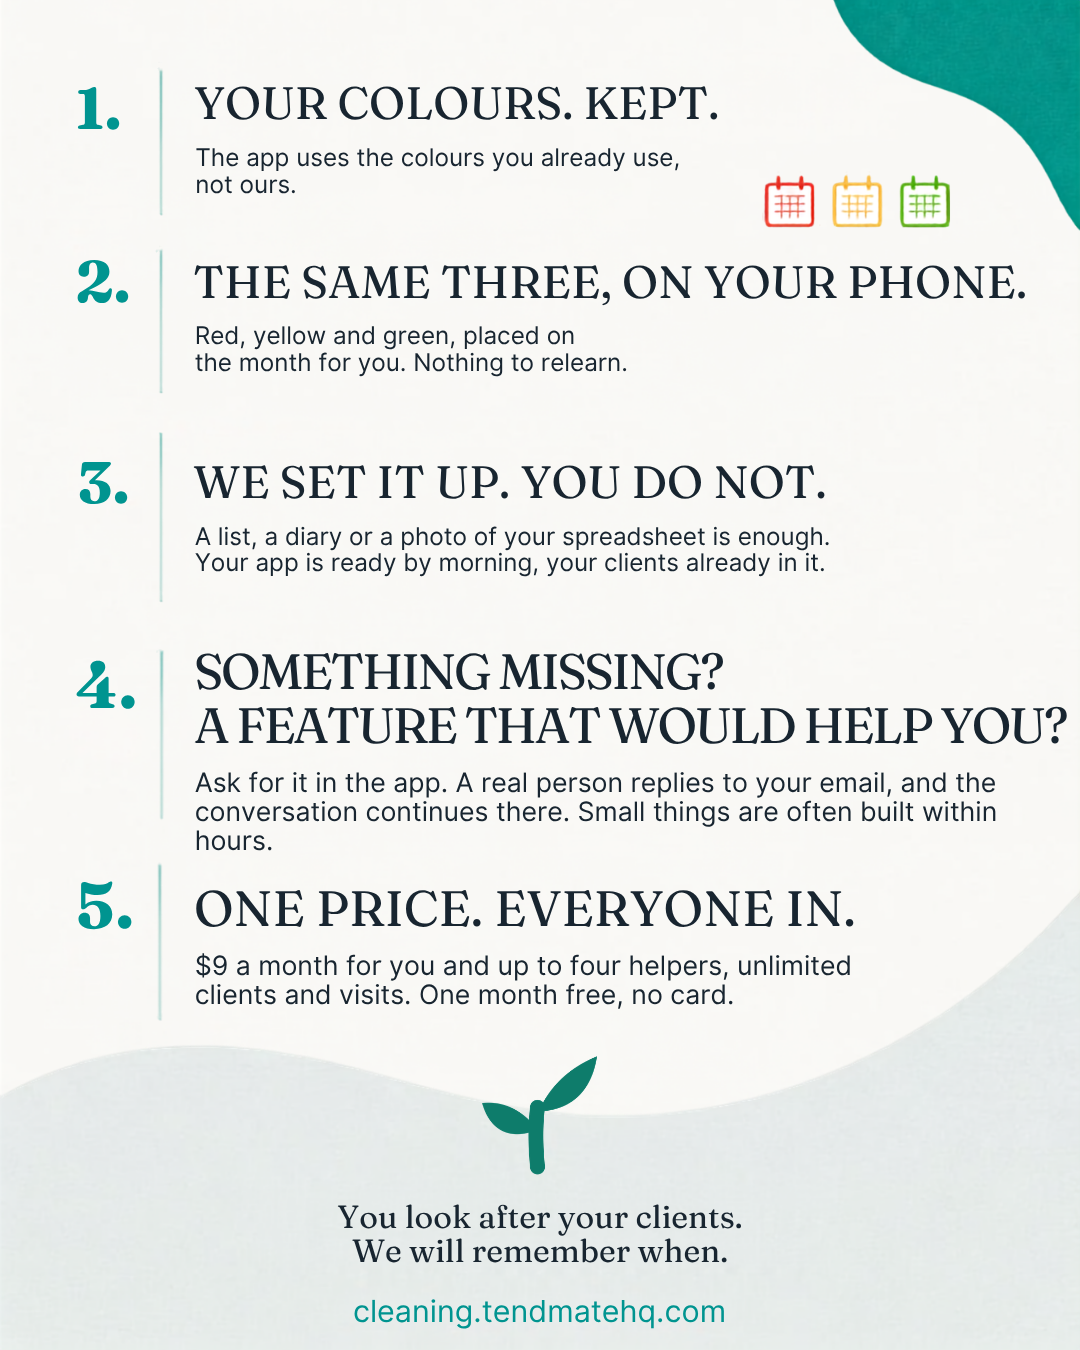 1.
YOUR COLOURS. KEPT.
The app uses the colours you already use,
not ours.
2.
THE SAME THREE, ON YOUR PHONE.
Red, yellow and green, placed on
the month for you. Nothing to relearn.
3.
WE SET IT UP. YOU DO NOT.
A list, a diary or a photo of your spreadsheet is enough.
Your app is ready by morning, your clients already in it.
4.
SOMETHING MISSING?
A FEATURE THAT WOULD HELP YOU?
Ask for it in the app. A real person replies to your email, and the
conversation continues there. Small things are often built within
hours.
5.
ONE PRICE. EVERYONE IN.
$9 a month for you and up to four helpers, unlimited
clients and visits. One month free, no card.
You look after your clients.
We will remember when.
cleaning.tendmatehq.com